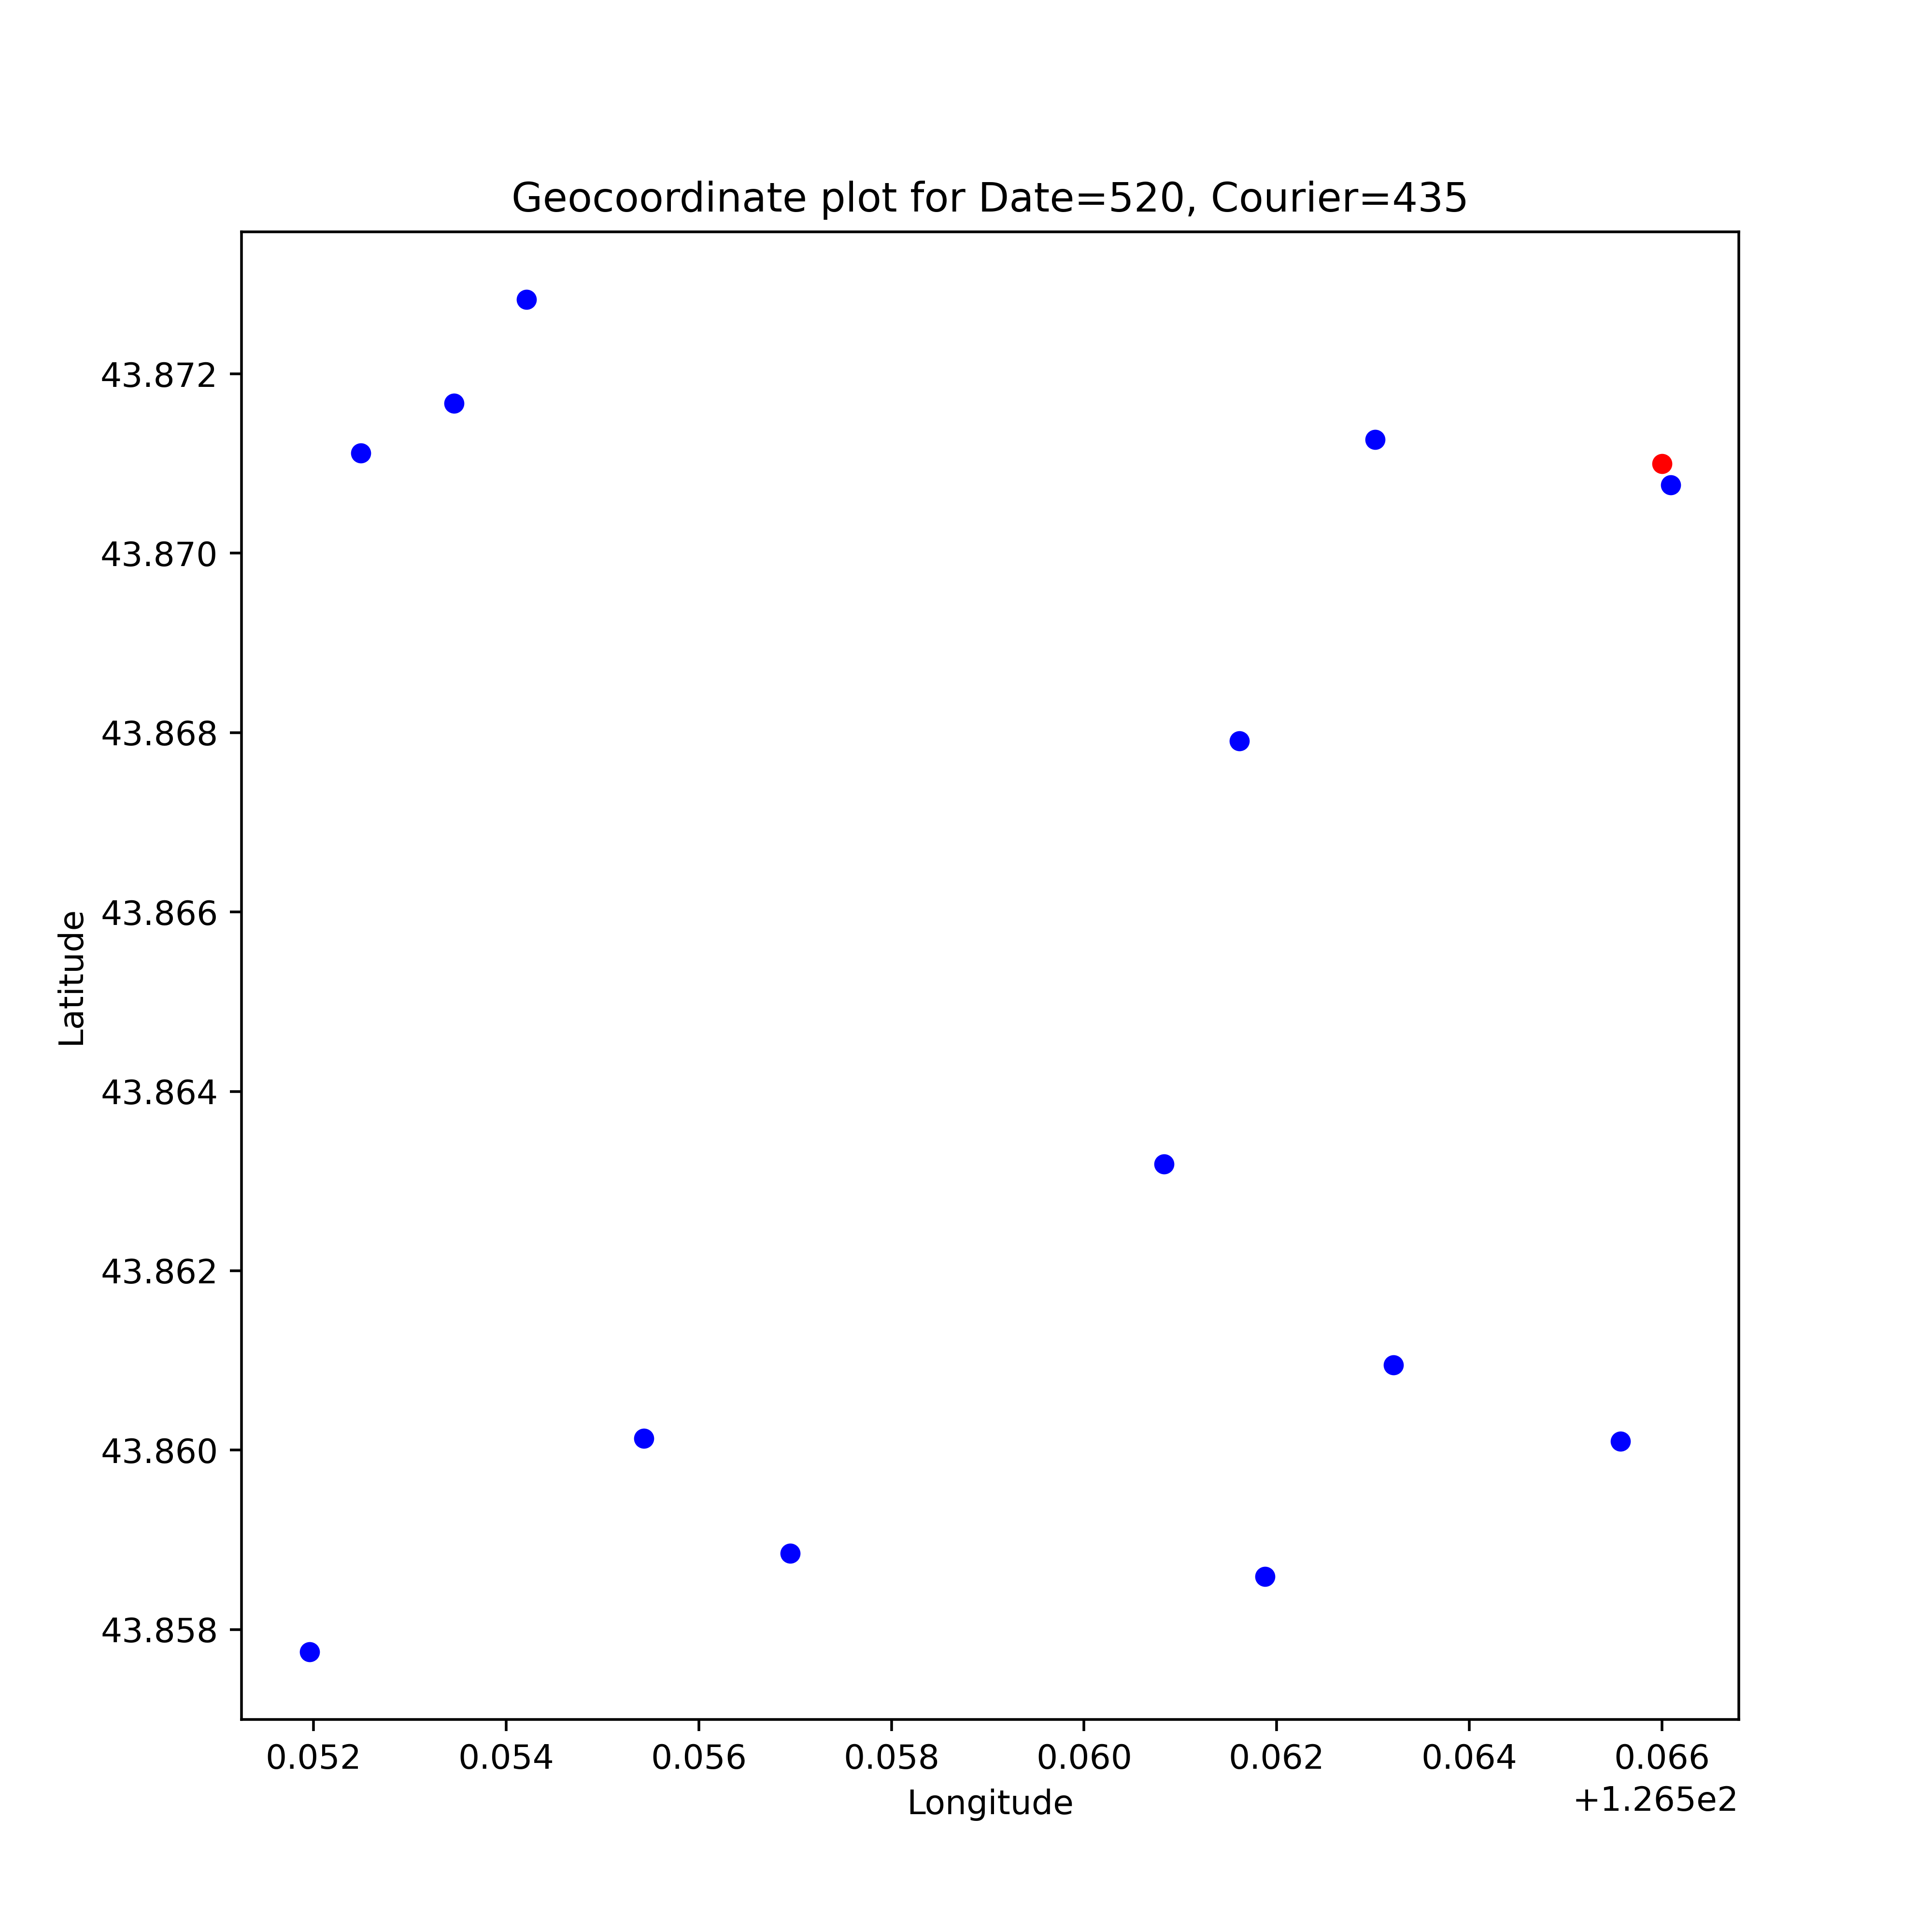 Geocoordinate plot for Date=520, Courier=435
43.872
43.870
43.868
43.866
43.864
43.862
43.860
43.858
Latitude
0.052 0.054 0.056 0.058 0.060 0.062 0.064 0.066
+1.265e2
Longitude